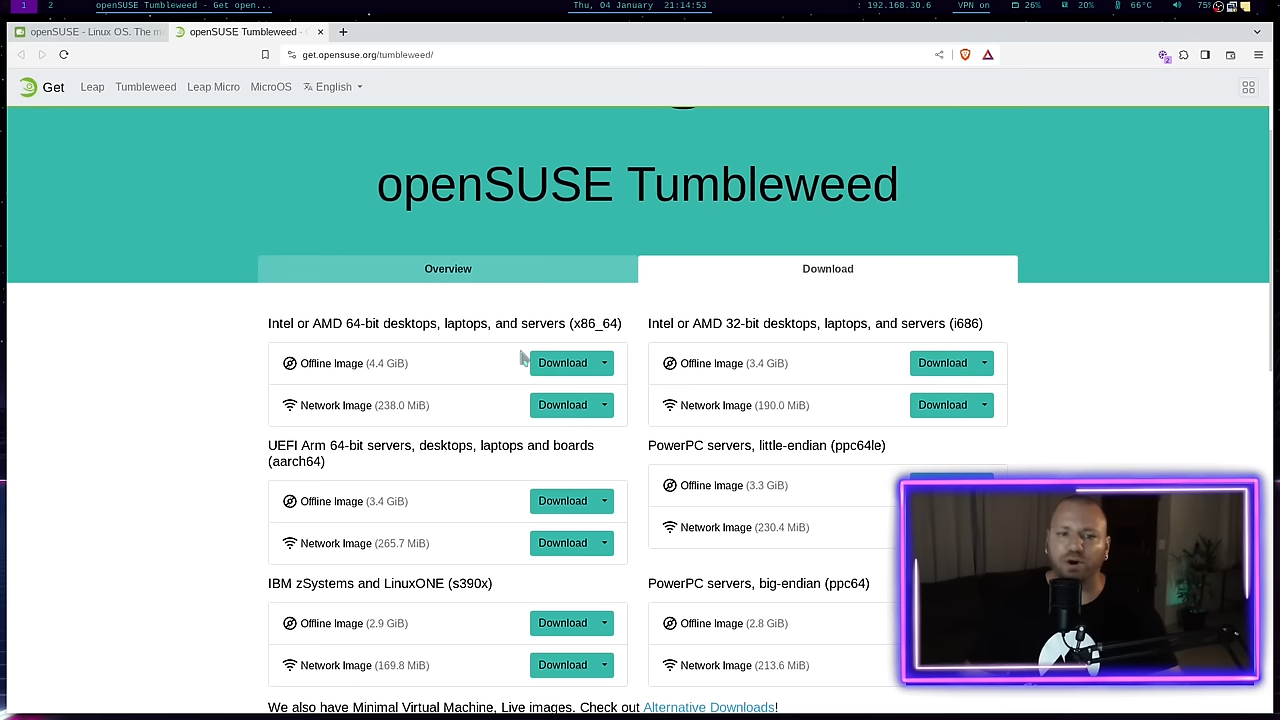 1
2
openSUSE Tumbleweed - Get open...
Thu, 04 January 21:14:53
: 192.168.30.6
VPN on
26%
20%
66°C
75%
openSUSE - Linux OS. The m
openSUSE Tumbleweed -
get.opensuse.org/tumbleweed/
2
Get
Leap
Tumbleweed
Leap Micro
MicroOS
English
openSUSE Tumbleweed
Overview
Download
Intel or AMD 64-bit desktops, laptops, and servers (x86_64)
Offline Image (4.4 GiB)
Download
Network Image (238.0 MiB)
Download
Intel or AMD 32-bit desktops, laptops, and servers (i686)
Offline Image (3.4 GiB)
Download
Network Image (190.0 MiB)
Download
UEFI Arm 64-bit servers, desktops, laptops and boards
(aarch64)
Offline Image (3.4 GiB)
Download
Network Image (265.7 MiB)
Download
PowerPC servers, little-endian (ppc64le)
Offline Image (3.3 GiB)
Network Image (230.4 MiB)
IBM zSystems and LinuxONE (s390x)
Offline Image (2.9 GiB)
Download
Network Image (169.8 MiB)
Download
PowerPC servers, big-endian (ppc64)
Offline Image (2.8 GiB)
Network Image (213.6 MiB)
We also have Minimal Virtual Machine, Live images. Check out Alternative Downloads!